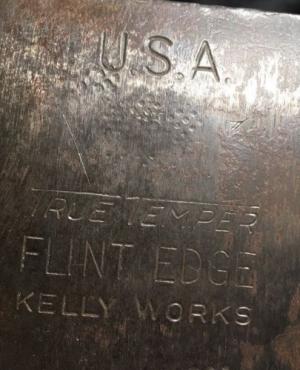 U.S.A.
TRUE TEMPER
FLINT EDGE
KELLY WORKS